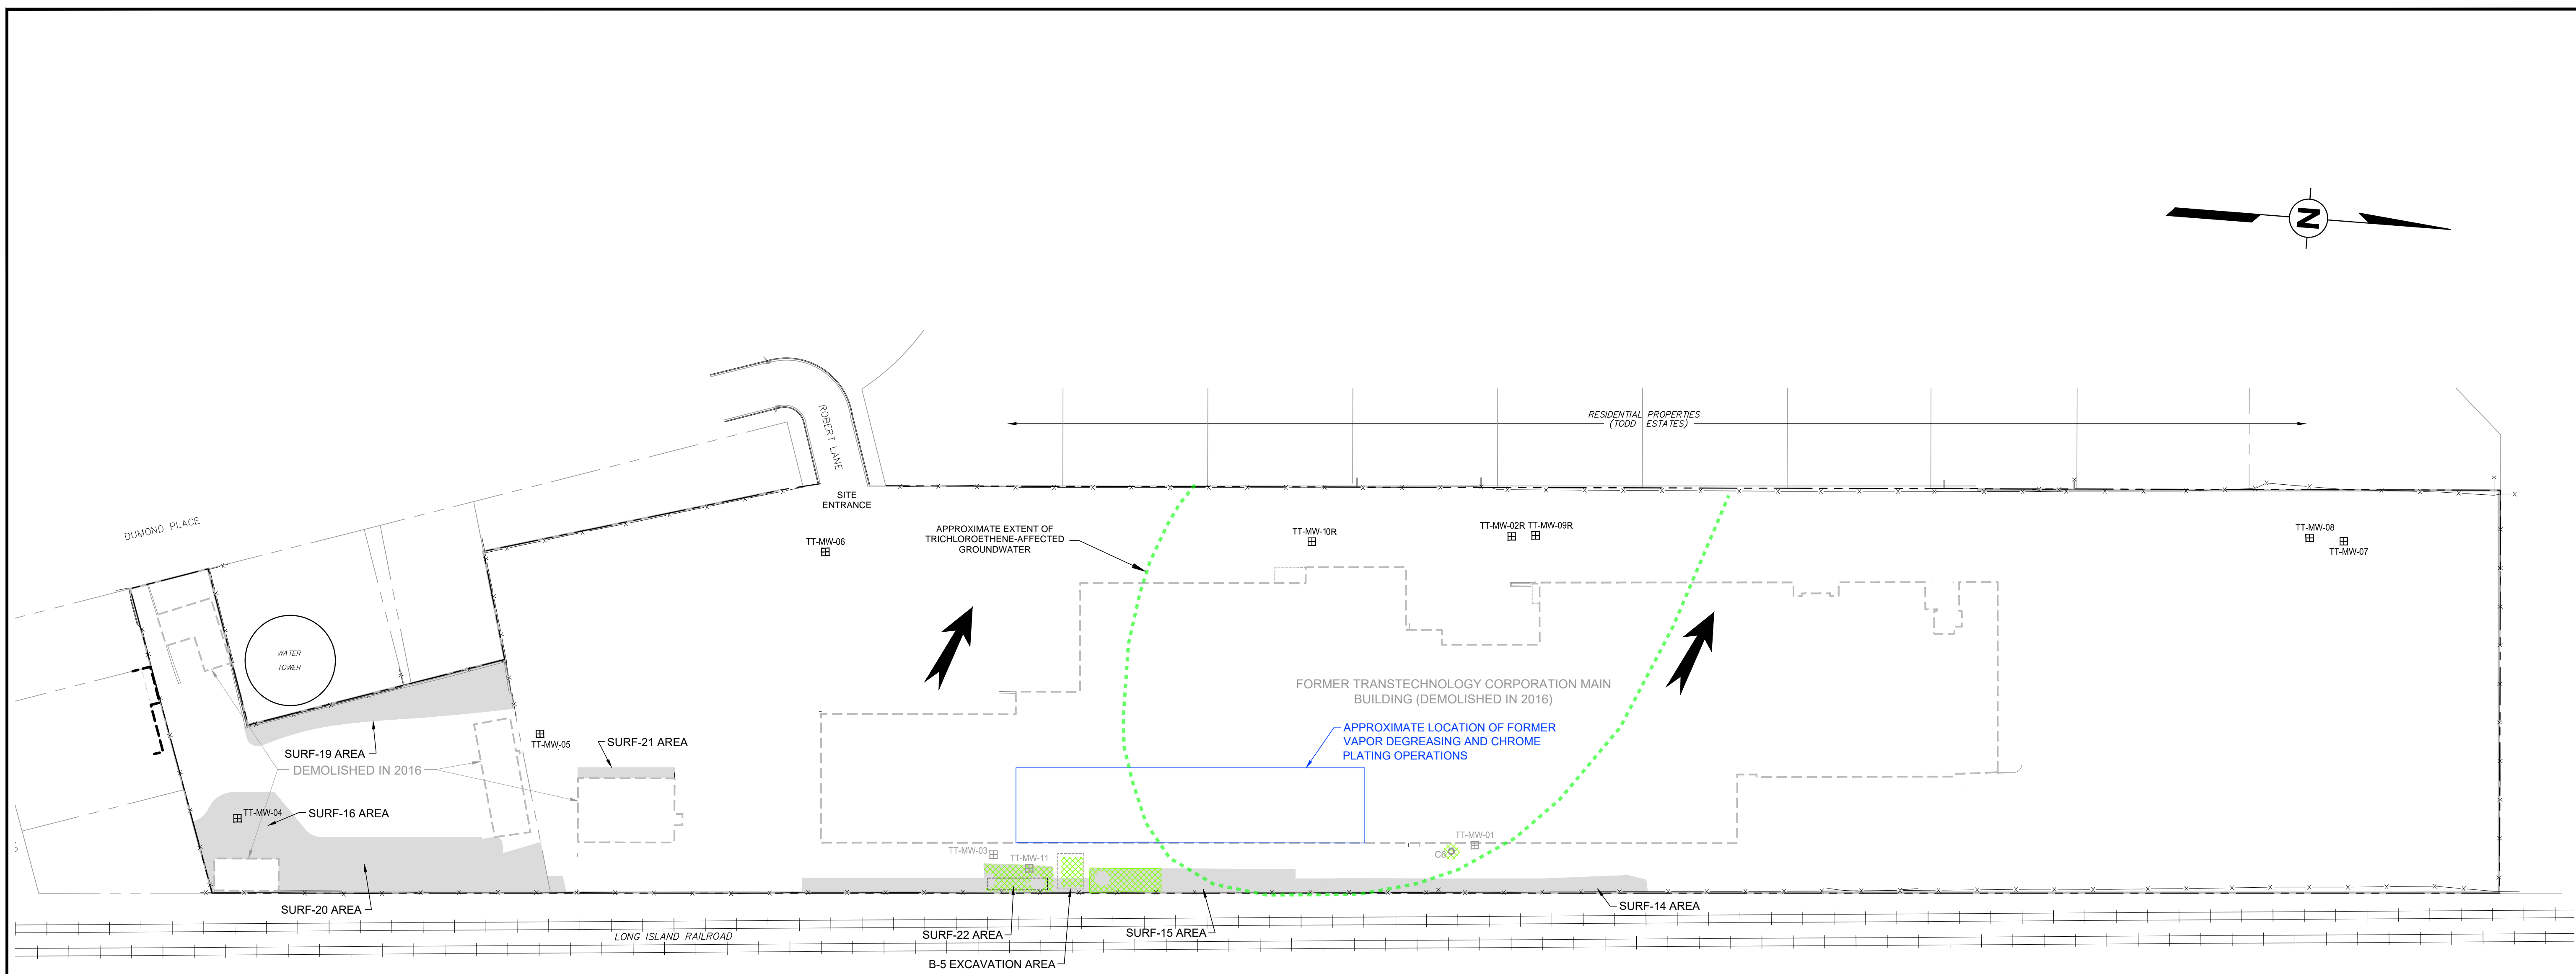 N
DUMOND PLACE
ROBERT LANE
RESIDENTIAL PROPERTIES
(TODD ESTATES)
SITE
ENTRANCE
APPROXIMATE EXTENT OF
TRICHLOROETHENE-AFFECTED
GROUNDWATER
TT-MW-06
TT-MW-10R
TT-MW-02R
TT-MW-09R
TT-MW-08
TT-MW-07
WATER
TOWER
FORMER TRANSTECHNOLOGY CORPORATION MAIN
BUILDING (DEMOLISHED IN 2016)
APPROXIMATE LOCATION OF FORMER
VAPOR DEGREASING AND CHROME
PLATING OPERATIONS
TT-MW-05
SURF-21 AREA
SURF-19 AREA
DEMOLISHED IN 2016
TT-MW-04
SURF-16 AREA
TT-MW-03
TT-MW-11
TT-MW-01
C6
SURF-20 AREA
SURF-14 AREA
LONG ISLAND RAILROAD
SURF-22 AREA
SURF-15 AREA
B-5 EXCAVATION AREA